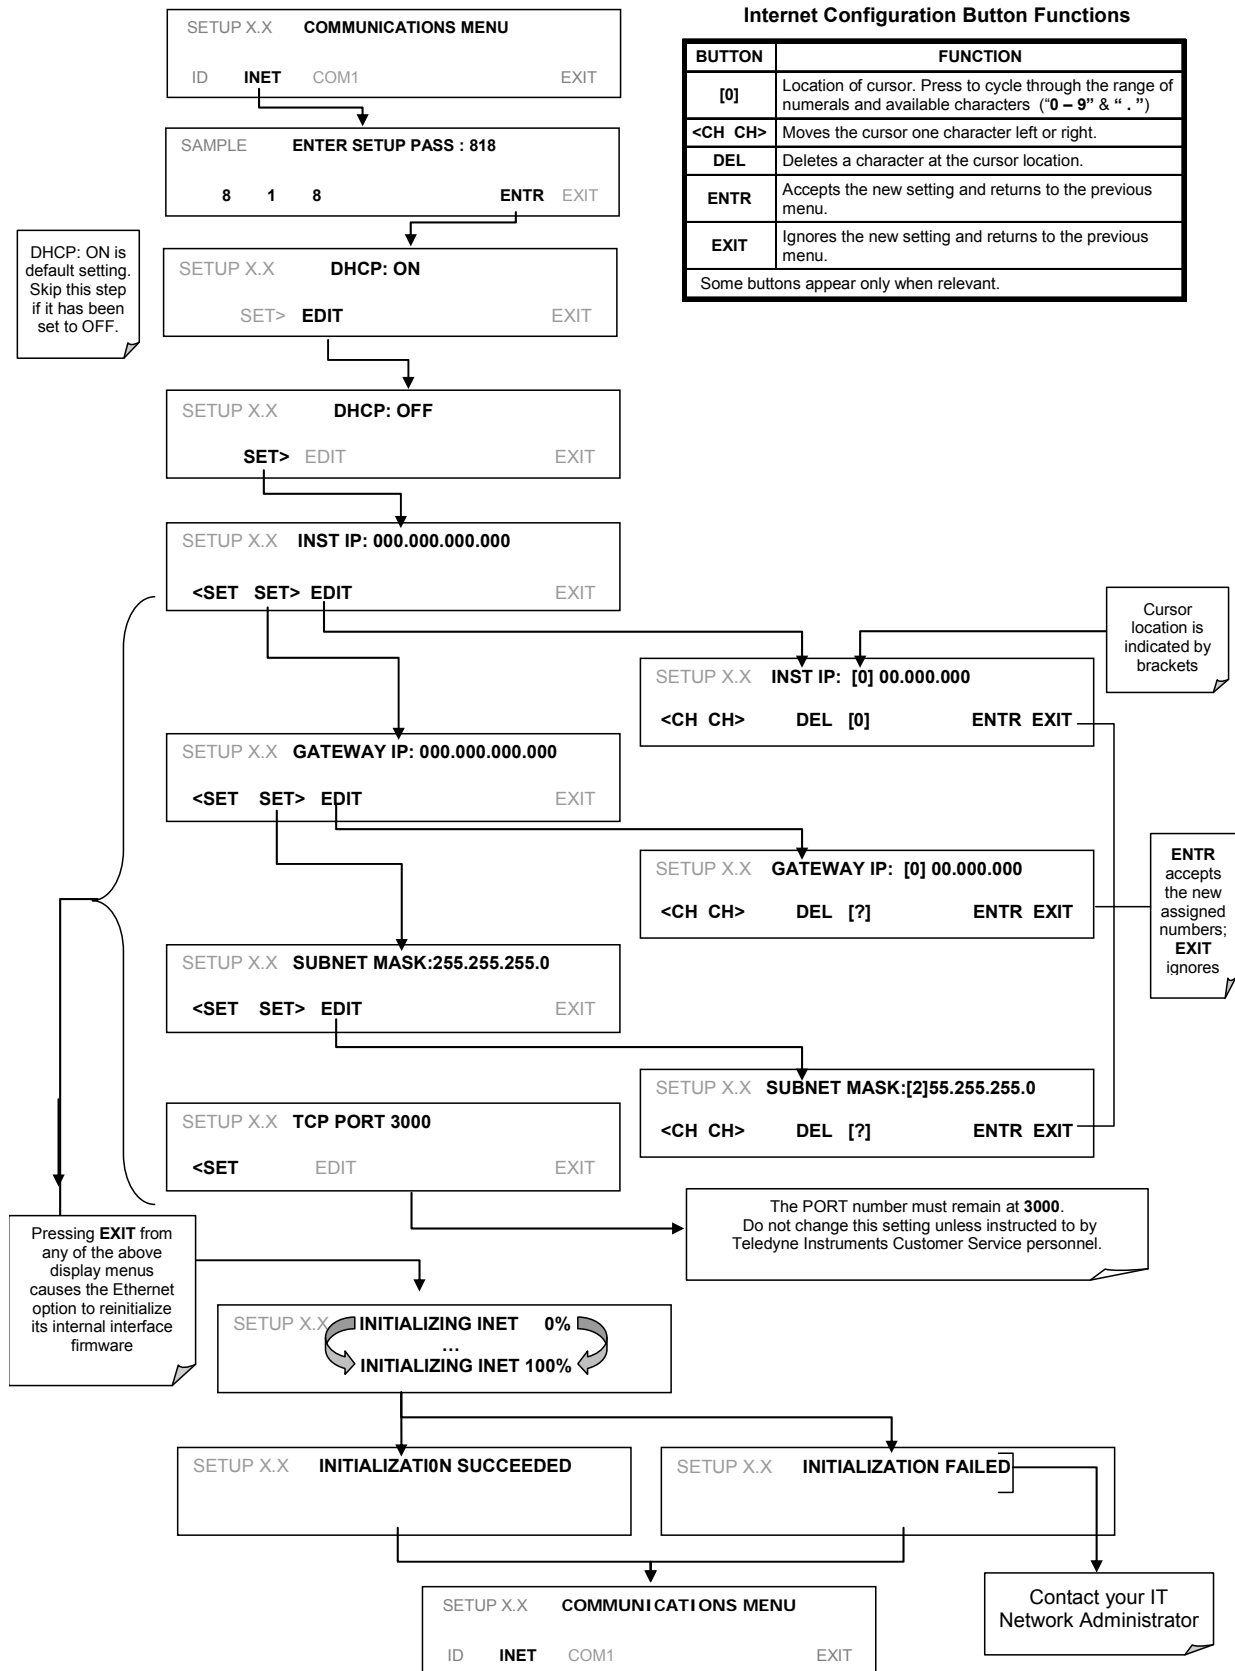 SETUP X.X COMMUNICATIONS MENU
ID INET COM1 EXIT
Internet Configuration Button Functions
BUTTON FUNCTION
[0] Location of cursor. Press to cycle through the range of
numerals and available characters (“0 – 9” & “ . ”)
<CH CH> Moves the cursor one character left or right.
DEL Deletes a character at the cursor location.
ENTR Accepts the new setting and returns to the previous
menu.
EXIT Ignores the new setting and returns to the previous
menu.
Some buttons appear only when relevant.
SAMPLE ENTER SETUP PASS : 818
8 1 8 ENTR EXIT
DHCP: ON is
default setting.
Skip this step
if it has been
set to OFF.
SETUP X.X DHCP: ON
SET> EDIT EXIT
SETUP X.X DHCP: OFF
SET> EDIT EXIT
SETUP X.X INST IP: 000.000.000.000
<SET SET> EDIT EXIT
Cursor
location is
indicated by
brackets
SETUP X.X INST IP: [0] 00.000.000
<CH CH> DEL [0] ENTR EXIT
SETUP X.X GATEWAY IP: 000.000.000.000
<SET SET> EDIT EXIT
SETUP X.X GATEWAY IP: [0] 00.000.000
<CH CH> DEL [?] ENTR EXIT
ENTR
accepts
the new
assigned
numbers;
EXIT
ignores
SETUP X.X SUBNET MASK:255.255.255.0
<SET SET> EDIT EXIT
SETUP X.X SUBNET MASK:[2]55.255.255.0
<CH CH> DEL [?] ENTR EXIT
SETUP X.X TCP PORT 3000
<SET EDIT EXIT
The PORT number must remain at 3000.
Do not change this setting unless instructed to by
Teledyne Instruments Customer Service personnel.
Pressing EXIT from
any of the above
display menus
causes the Ethernet
option to reinitialize
its internal interface
firmware
SETUP X.X INITIALIZING INET 0%
…
INITIALIZING INET 100%
SETUP X.X INITIALIZATI0N SUCCEEDED
SETUP X.X INITIALIZATION FAILED
Contact your IT
Network Administrator
SETUP X.X COMMUNICATIONS MENU
ID INET COM1 EXIT